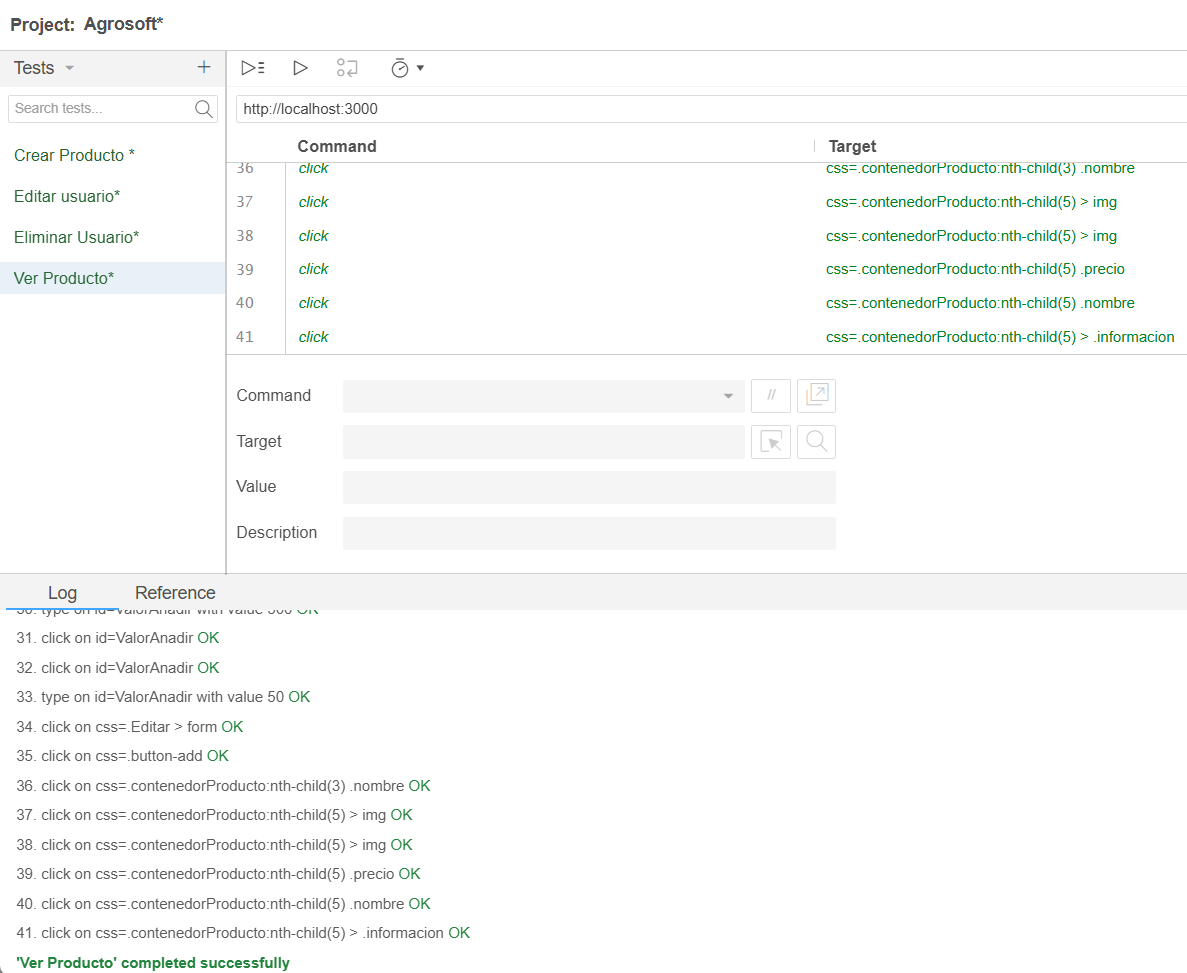 Project: Agrosoft*
Tests
+
Search tests...
Crear Producto *
Editar usuario*
Eliminar Usuario*
Ver Producto*
http://localhost:3000
Command Target
36 click css=.contenedorProducto:nth-child(3) .nombre
37 click css=.contenedorProducto:nth-child(5) > img
38 click css=.contenedorProducto:nth-child(5) > img
39 click css=.contenedorProducto:nth-child(5) .precio
40 click css=.contenedorProducto:nth-child(5) .nombre
41 click css=.contenedorProducto:nth-child(5) > .informacion
Command
//
Target
Value
Description
Log Reference
30. type on id=ValorAnadir with value 300 OK
31. click on id=ValorAnadir OK
32. click on id=ValorAnadir OK
33. type on id=ValorAnadir with value 50 OK
34. click on css=.Editar > form OK
35. click on css=.button-add OK
36. click on css=.contenedorProducto:nth-child(3) .nombre OK
37. click on css=.contenedorProducto:nth-child(5) > img OK
38. click on css=.contenedorProducto:nth-child(5) > img OK
39. click on css=.contenedorProducto:nth-child(5) .precio OK
40. click on css=.contenedorProducto:nth-child(5) .nombre OK
41. click on css=.contenedorProducto:nth-child(5) > .informacion OK
'Ver Producto' completed successfully